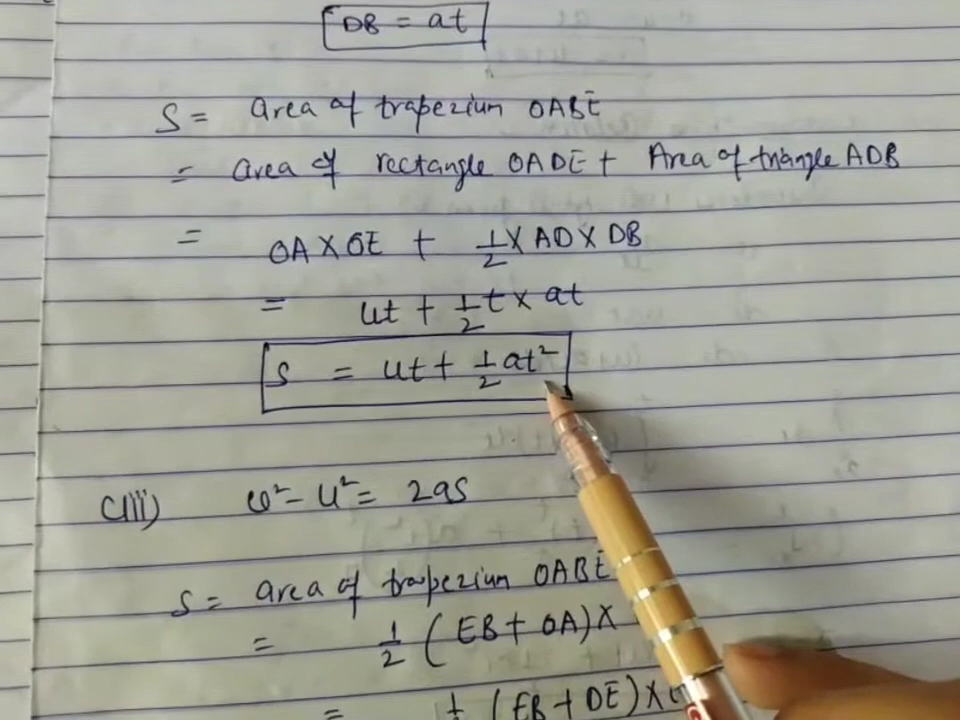 DB = at
S = area of trapezium OABE
= area of rectangle OADE + Area of triangle ADB
= OA X OE + 1/2 X AD X DB
= ut + 1/2 t x at
S = ut + 1/2 at²
(iii) v² - u² = 2as
S = area of trapezium OABE
= 1/2 (EB + OA) X
= 1/2 (EB + DE) X